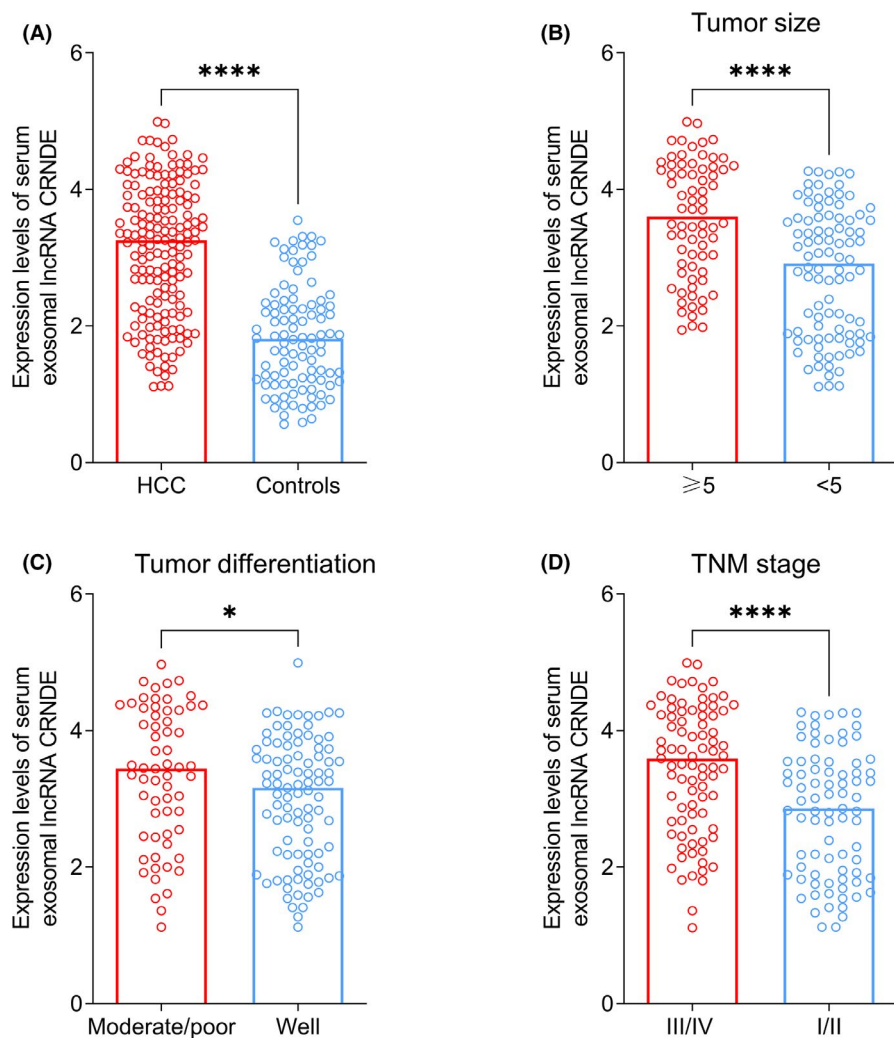 (A)
Expression levels of serum
exosomal lncRNA CRNDE
6
4
2
0
****
HCC
Controls
(B)
Tumor size
Expression levels of serum
exosomal lncRNA CRNDE
6
4
2
0
****
⩾5
<5
(C)
Tumor differentiation
Expression levels of serum
exosomal lncRNA CRNDE
6
4
2
0
*
Moderate/poor
Well
(D)
TNM stage
Expression levels of serum
exosomal lncRNA CRNDE
6
4
2
0
****
III/IV
I/II